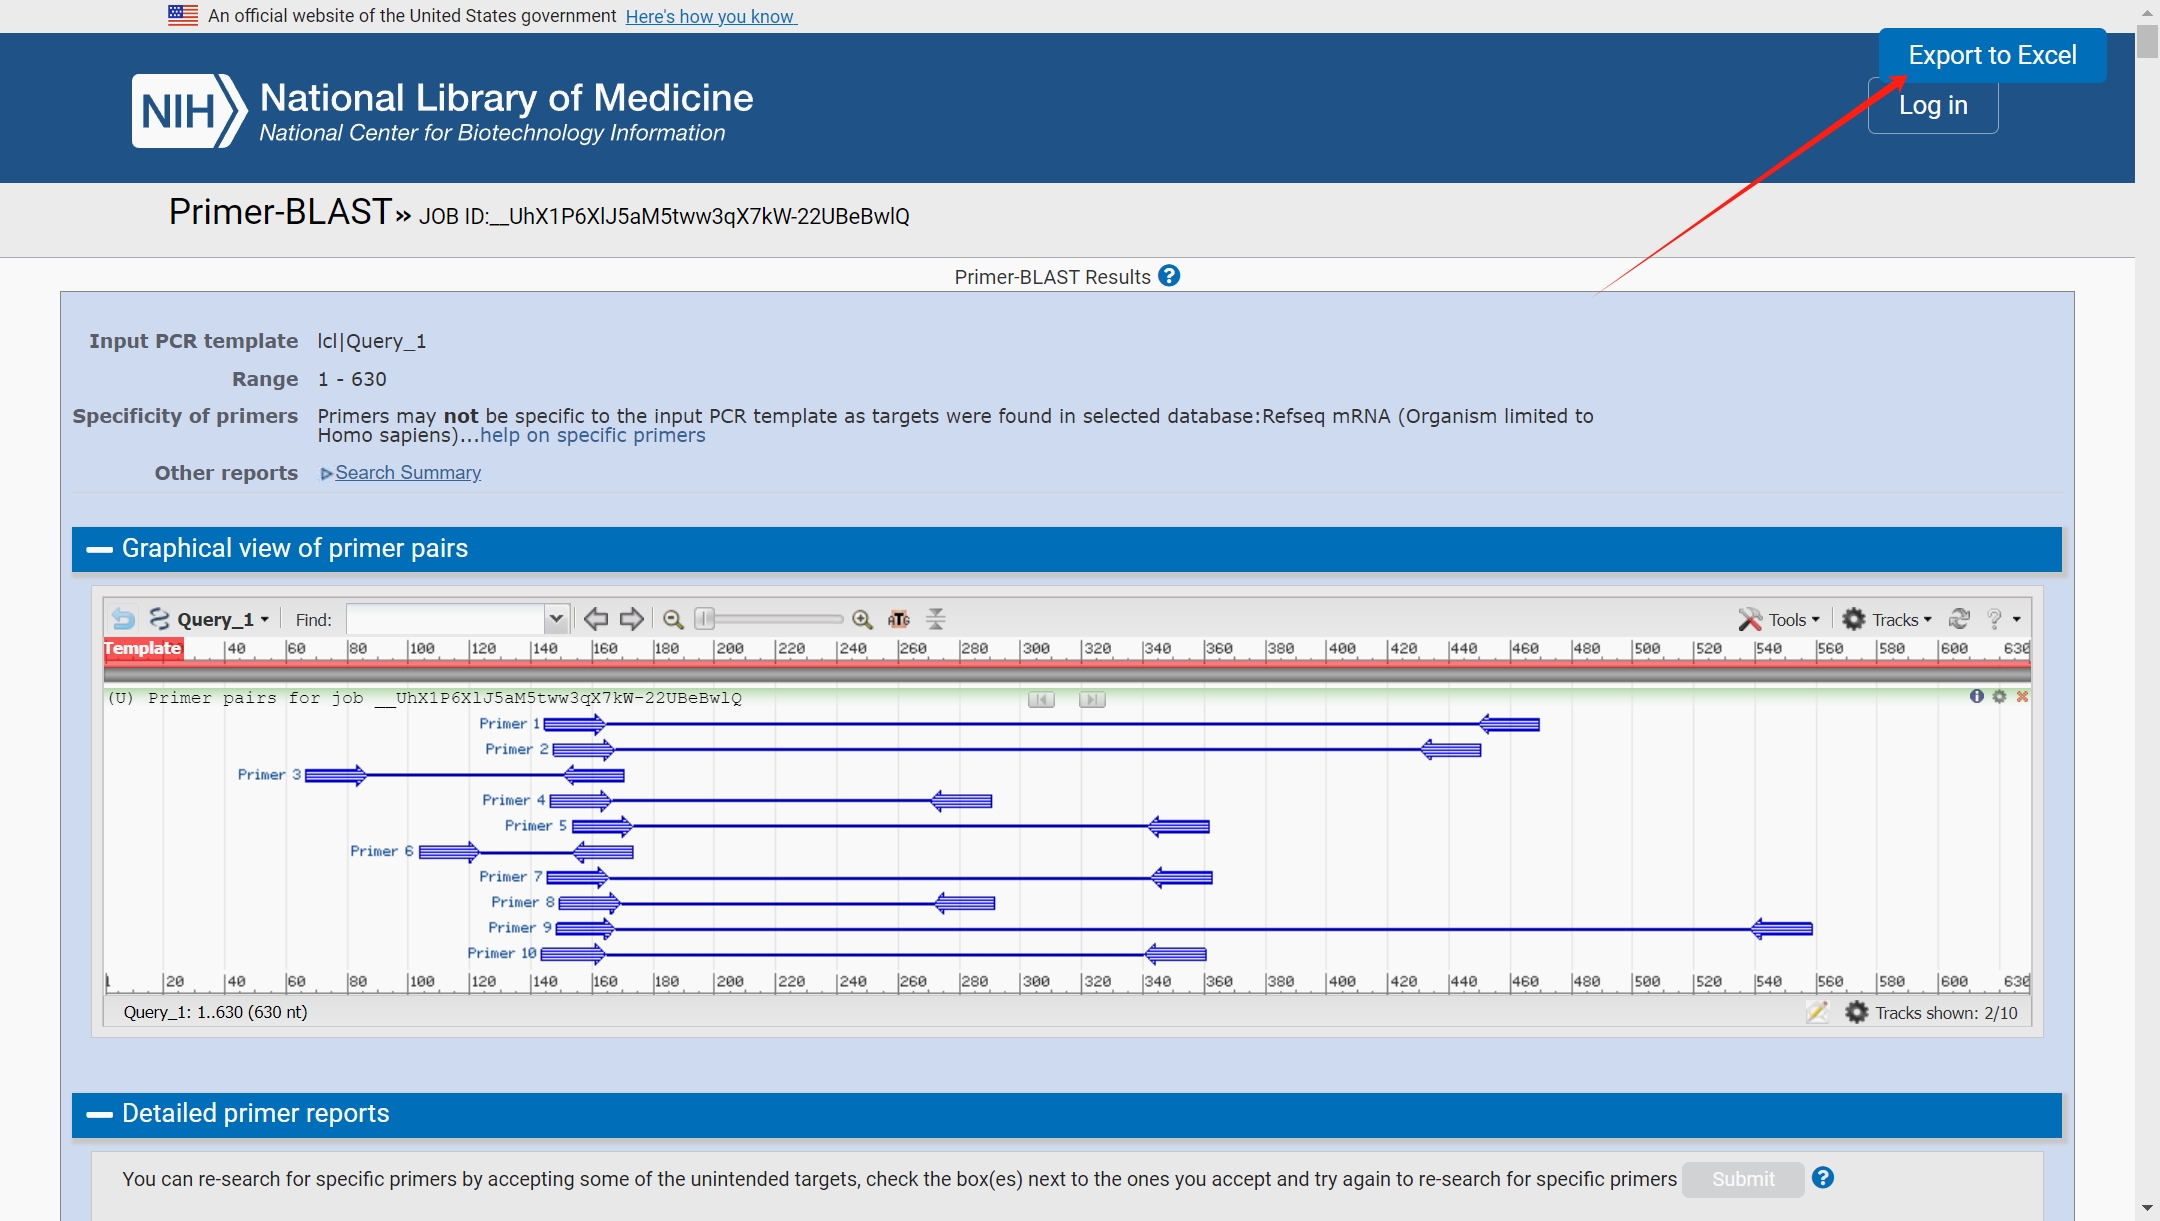 An official website of the United States government Here's how you know
Export to Excel
Log in
NIH National Library of Medicine
National Center for Biotechnology Information
Primer-BLAST» JOB ID:__UhX1P6XlJ5aM5tww3qX7kW-22UBeBwlQ
Primer-BLAST Results ?
Input PCR template lcl|Query_1
Range 1 - 630
Specificity of primers Primers may not be specific to the input PCR template as targets were found in selected database:Refseq mRNA (Organism limited to
Homo sapiens)...help on specific primers
Other reports Search Summary
Graphical view of primer pairs
Query_1 Find: ATG Tools Tracks ?
Template 40 60 80 100 120 140 160 180 200 220 240 260 280 300 320 340 360 380 400 420 440 460 480 500 520 540 560 580 600 630
(U) Primer pairs for job __UhX1P6XlJ5aM5tww3qX7kW-22UBeBwlQ
Primer 1
Primer 2
Primer 3
Primer 4
Primer 5
Primer 6
Primer 7
Primer 8
Primer 9
Primer 10
1 20 40 60 80 100 120 140 160 180 200 220 240 260 280 300 320 340 360 380 400 420 440 460 480 500 520 540 560 580 600 630
Query_1: 1..630 (630 nt) Tracks shown: 2/10
Detailed primer reports
You can re-search for specific primers by accepting some of the unintended targets, check the box(es) next to the ones you accept and try again to re-search for specific primers Submit ?